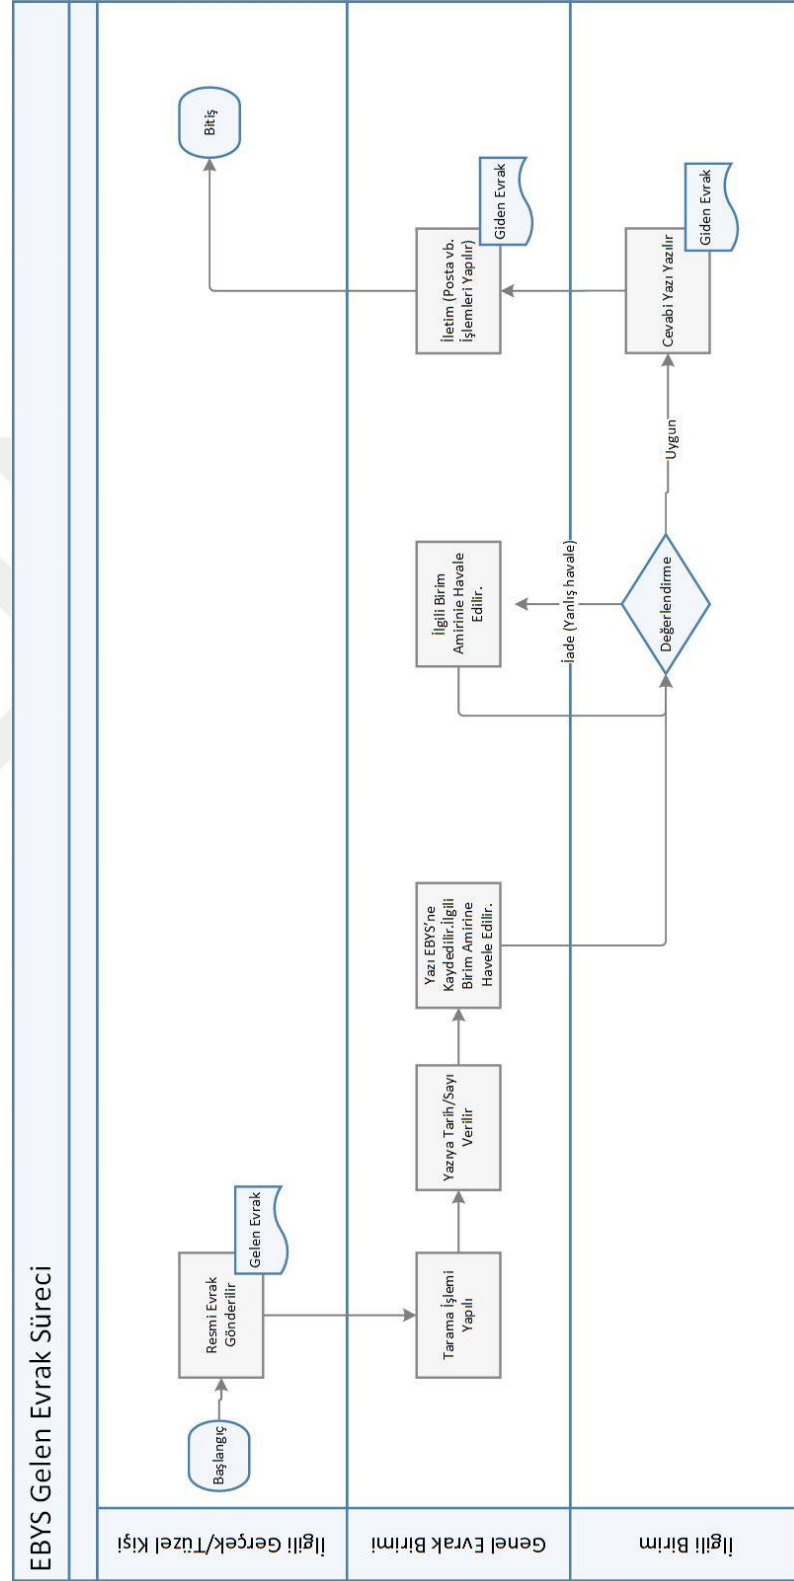 EBYS Gelen Evrak Süreci
İlgili Gerçek/Tüzel Kişi
Başlangıç
Resmi Evrak
Gönderilir
Gelen Evrak
Bitiş
Genel Evrak Birimi
Tarama İşlemi
Yapılı
Yazıya Tarih/Sayı
Verilir
Yazı EBYS'ne
Kaydedilir.İlgili
Birim Amirine
Havele Edilir.
İlgili Birim
Amirinie Havale
Edilir.
İletim (Posta vb.
İşlemleri Yapılır)
Giden Evrak
İlgili Birim
İade (Yanlış havale)
Değerlendirme
Uygun
Cevabi Yazı Yazılır
Giden Evrak